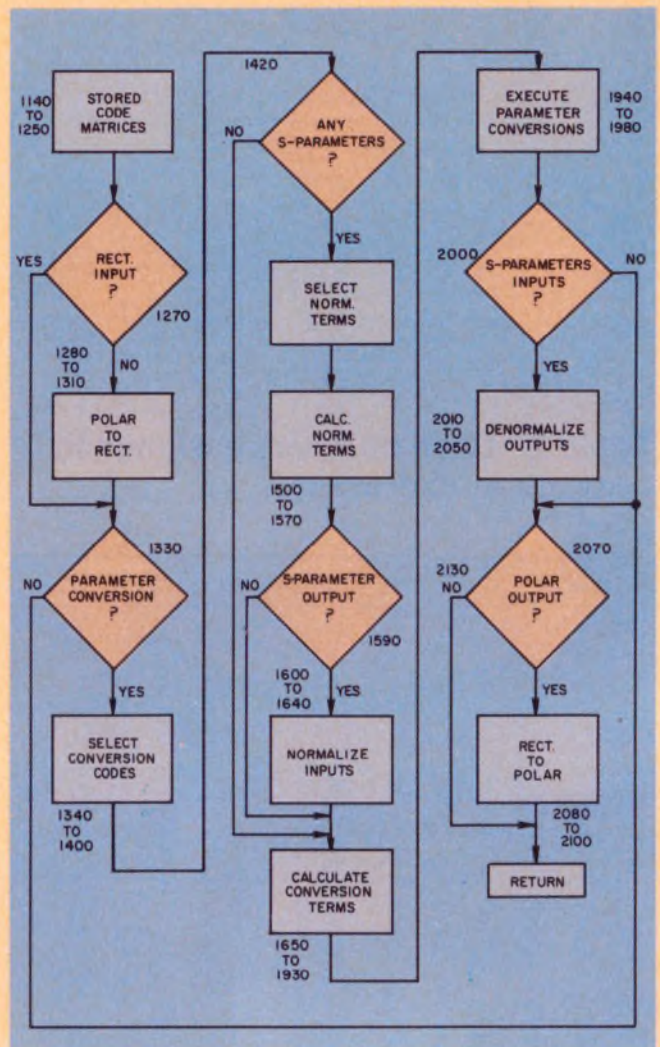 1140
TO
1250
STORED
CODE
MATRICES
YES
RECT.
INPUT
?
1270
1280
TO
1310
NO
POLAR
TO
RECT.
1330
NO
PARAMETER
CONVERSION
?
YES
SELECT
CONVERSION
CODES
1340
TO
1400
1420
NO
ANY
S-PARAMETERS
?
YES
SELECT
NORM.
TERMS
CALC.
NORM.
TERMS
1500
TO
1570
NO
S-PARAMETER
OUTPUT
?
1590
1600
TO
1640
YES
NORMALIZE
INPUTS
CALCULATE
CONVERSION
TERMS
1650
TO
1930
EXECUTE
PARAMETER
CONVERSIONS
1940
TO
1980
2000
NO
S-PARAMETERS
INPUTS
?
YES
2010
TO
2050
DENORMALIZE
OUTPUTS
2070
2130
NO
POLAR
OUTPUT
?
YES
RECT.
TO
POLAR
2080
TO
2100
RETURN